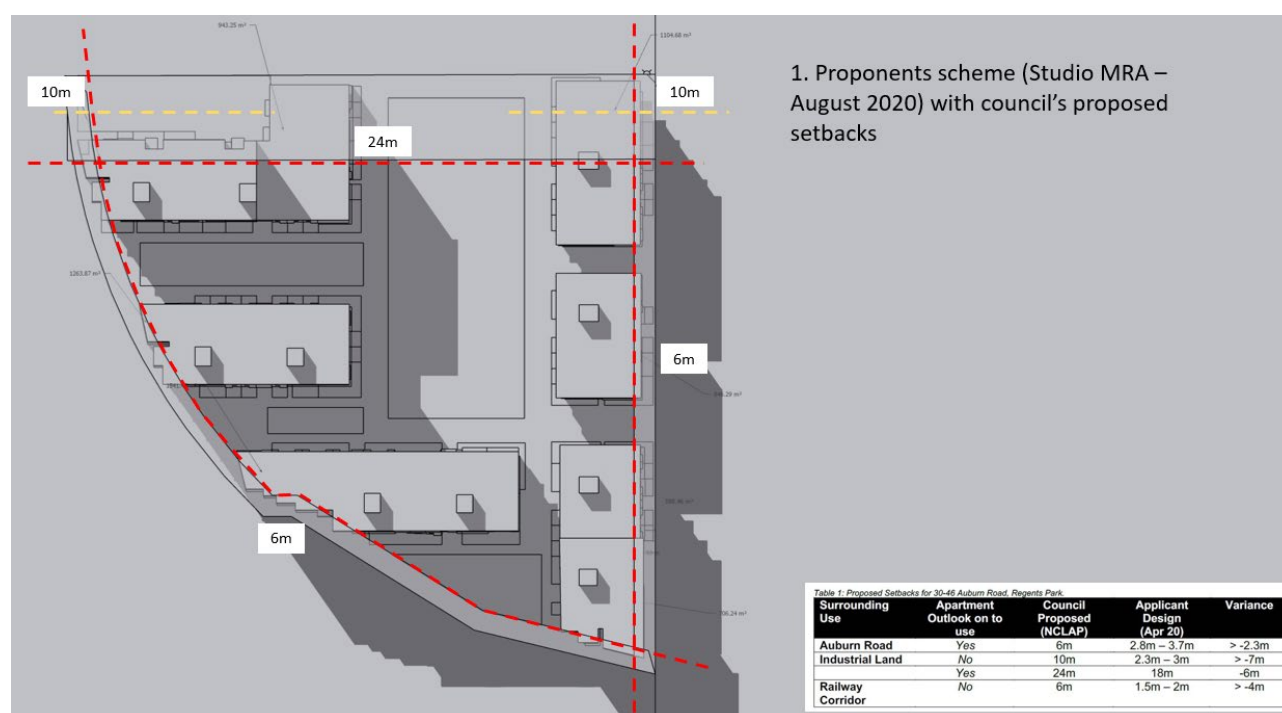 943.25 m²
1104.68 m²
10m
10m
1. Proponents scheme (Studio MRA –
August 2020) with council's proposed
setbacks
24m
1263.87 m²
6m
6m
706.24 m²
Table 1: Proposed Setbacks for 30-46 Auburn Road, Regents Park.
Surrounding Use Apartment Outlook on to use Council Proposed (NCLAP) Applicant Design (Apr 20) Variance
Auburn Road Yes 6m 2.8m – 3.7m > -2.3m
Industrial Land No 10m 2.3m – 3m > -7m
Yes 24m 18m -6m
Railway Corridor No 6m 1.5m – 2m > -4m